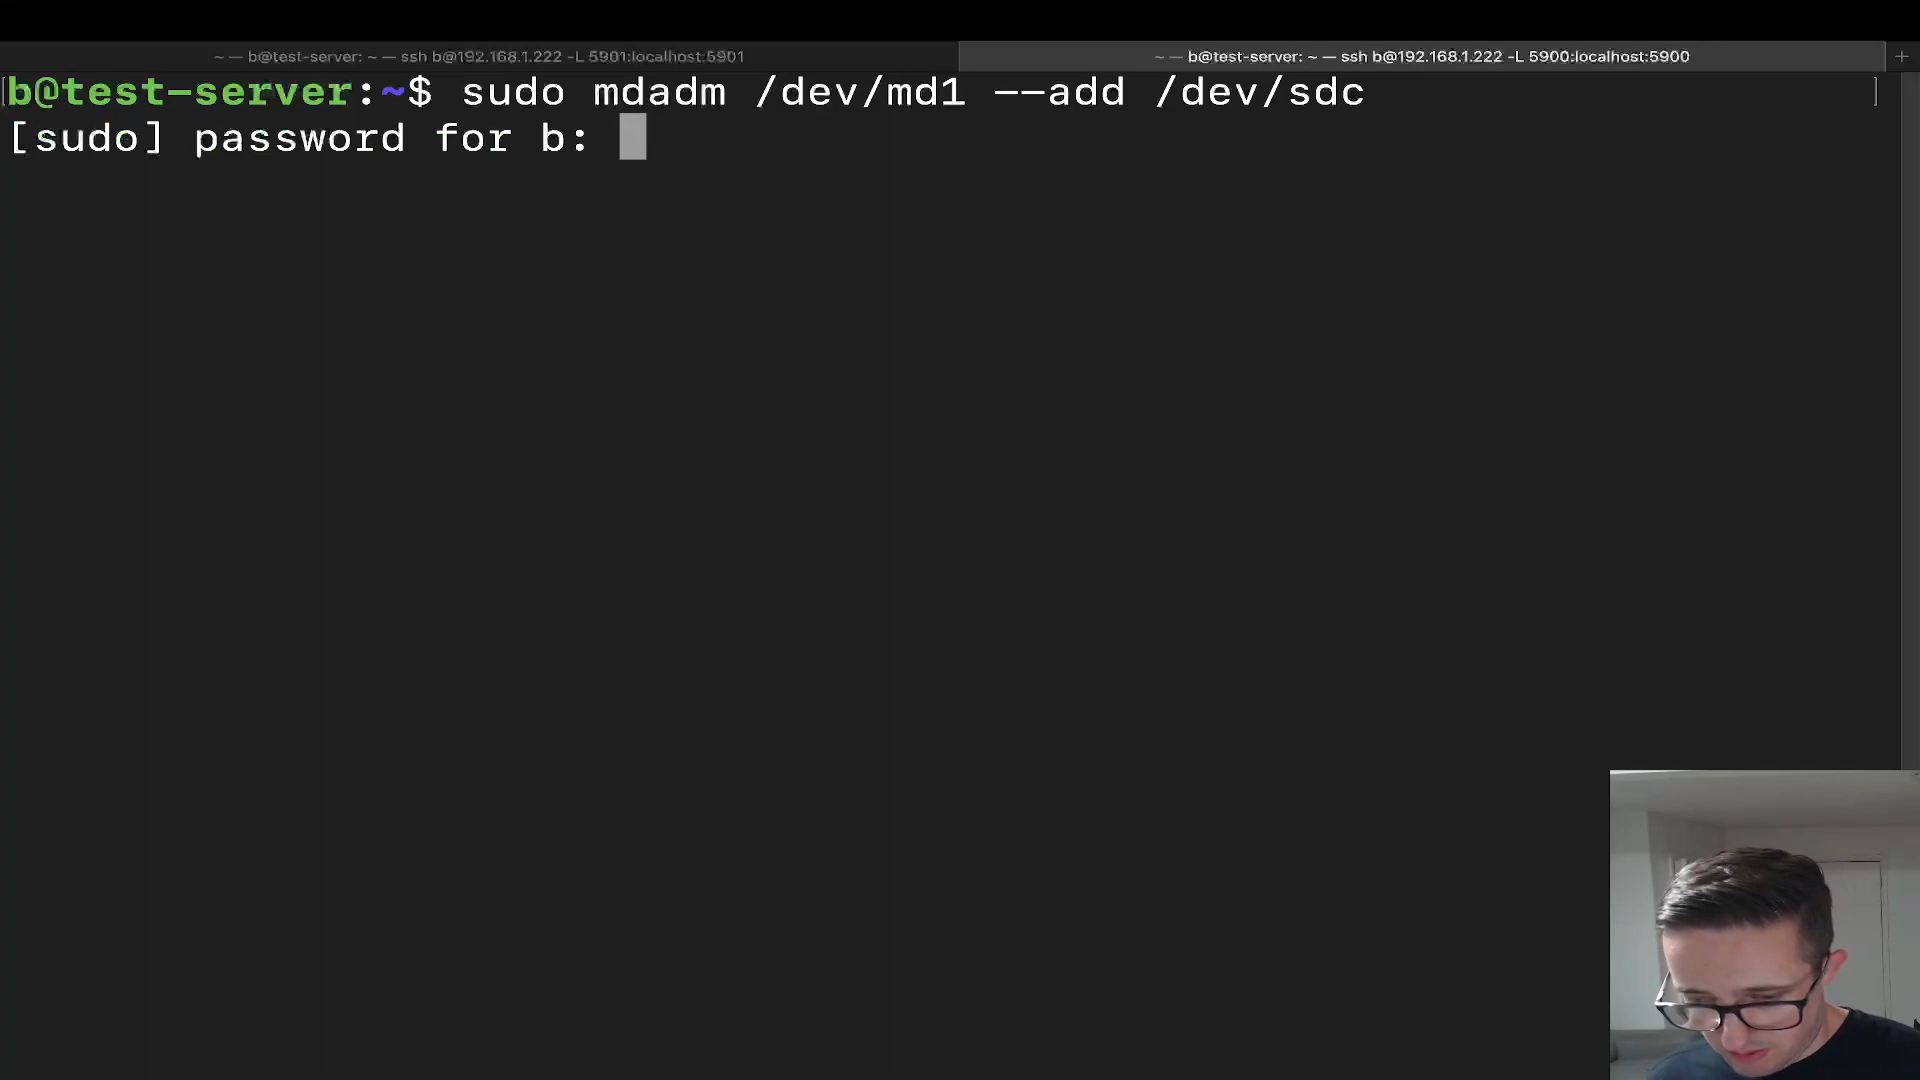 ~ — b@test-server: ~ — ssh b@192.168.1.222 -L 5901:localhost:5901
~ — b@test-server: ~ — ssh b@192.168.1.222 -L 5900:localhost:5900
b@test-server:~$ sudo mdadm /dev/md1 --add /dev/sdc
[sudo] password for b: